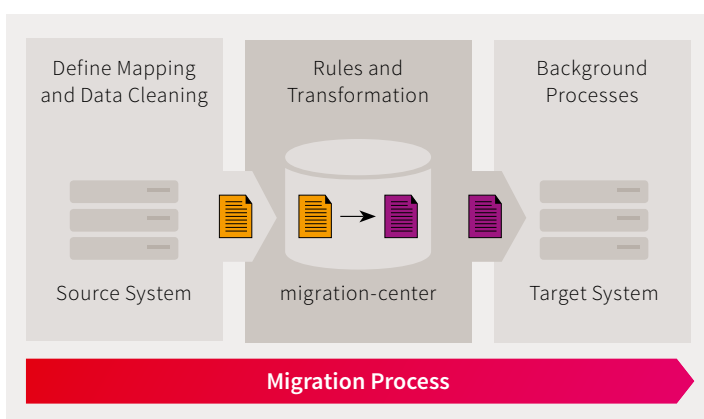 Define Mapping
and Data Cleaning
Source System
Rules and
Transformation
migration-center
Background
Processes
Target System
Migration Process